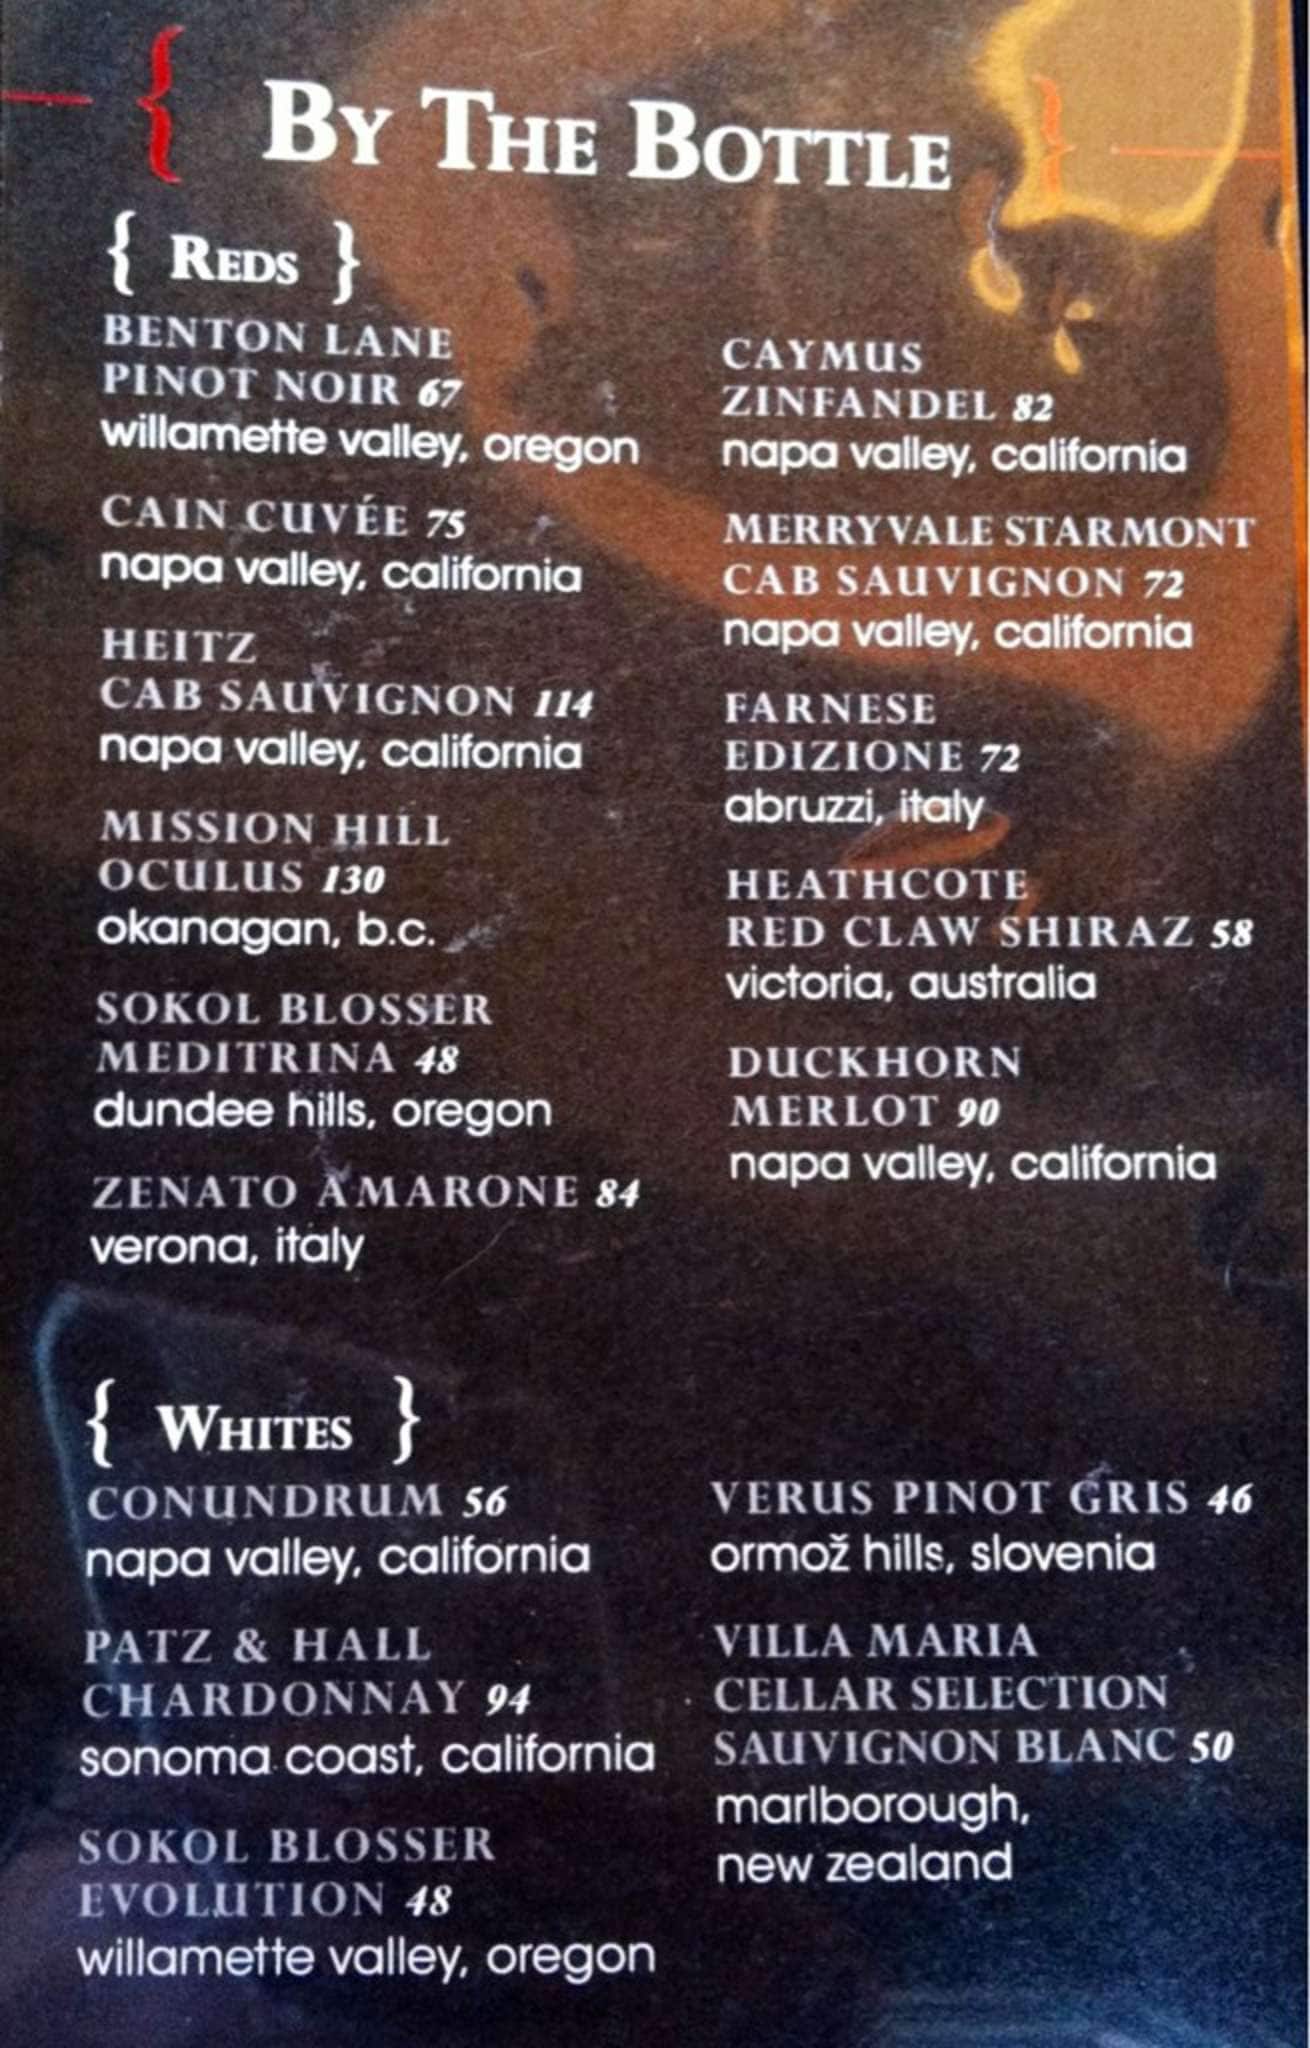 { BY THE BOTTLE }
{ REDS }
BENTON LANE
PINOT NOIR 67
willamette valley, oregon
CAIN CUVÉE 75
napa valley, california
HEITZ
CAB SAUVIGNON 114
napa valley, california
MISSION HILL
OCULUS 130
okanagan, b.c.
SOKOL BLOSSER
MEDITRINA 48
dundee hills, oregon
ZENATO AMARONE 84
verona, italy
CAYMUS
ZINFANDEL 82
napa valley, california
MERRYVALE STARMONT
CAB SAUVIGNON 72
napa valley, california
FARNESE
EDIZIONE 72
abruzzi, italy
HEATHCOTE
RED CLAW SHIRAZ 58
victoria, australia
DUCKHORN
MERLOT 90
napa valley, california
{ WHITES }
CONUNDRUM 56
napa valley, california
PATZ & HALL
CHARDONNAY 94
sonoma coast, california
SOKOL BLOSSER
EVOLUTION 48
willamette valley, oregon
VERUS PINOT GRIS 46
ormož hills, slovenia
VILLA MARIA
CELLAR SELECTION
SAUVIGNON BLANC 50
marlborough,
new zealand